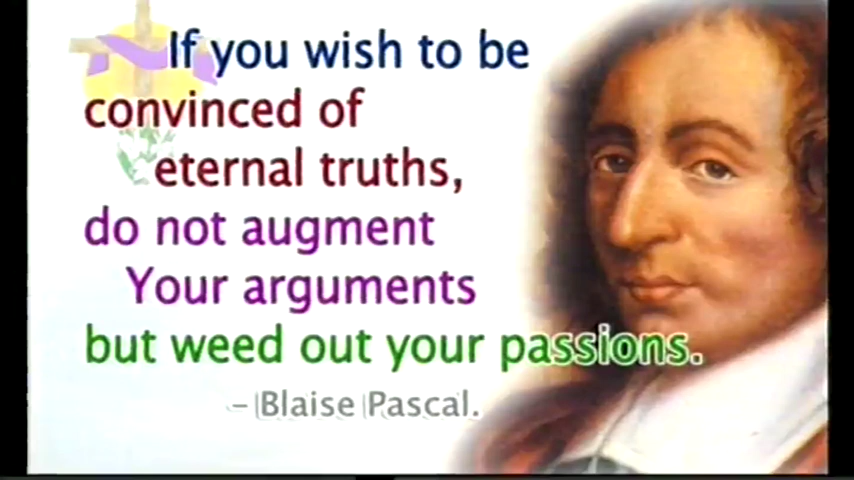 If you wish to be
convinced of
eternal truths,
do not augment
Your arguments
but weed out your passions.
– Blaise Pascal.